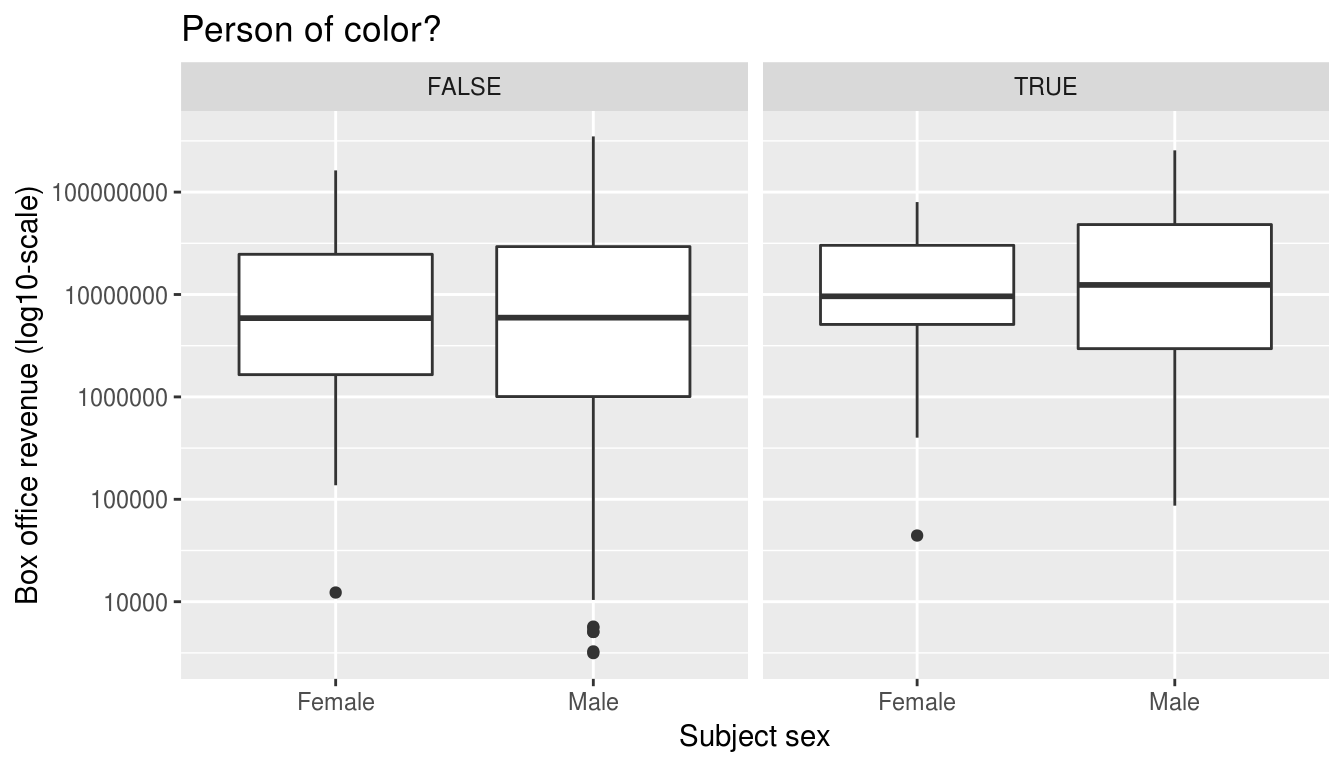 Person of color?
FALSE
TRUE
Box office revenue (log10-scale)
100000000
10000000
1000000
100000
10000
Female
Male
Female
Male
Subject sex